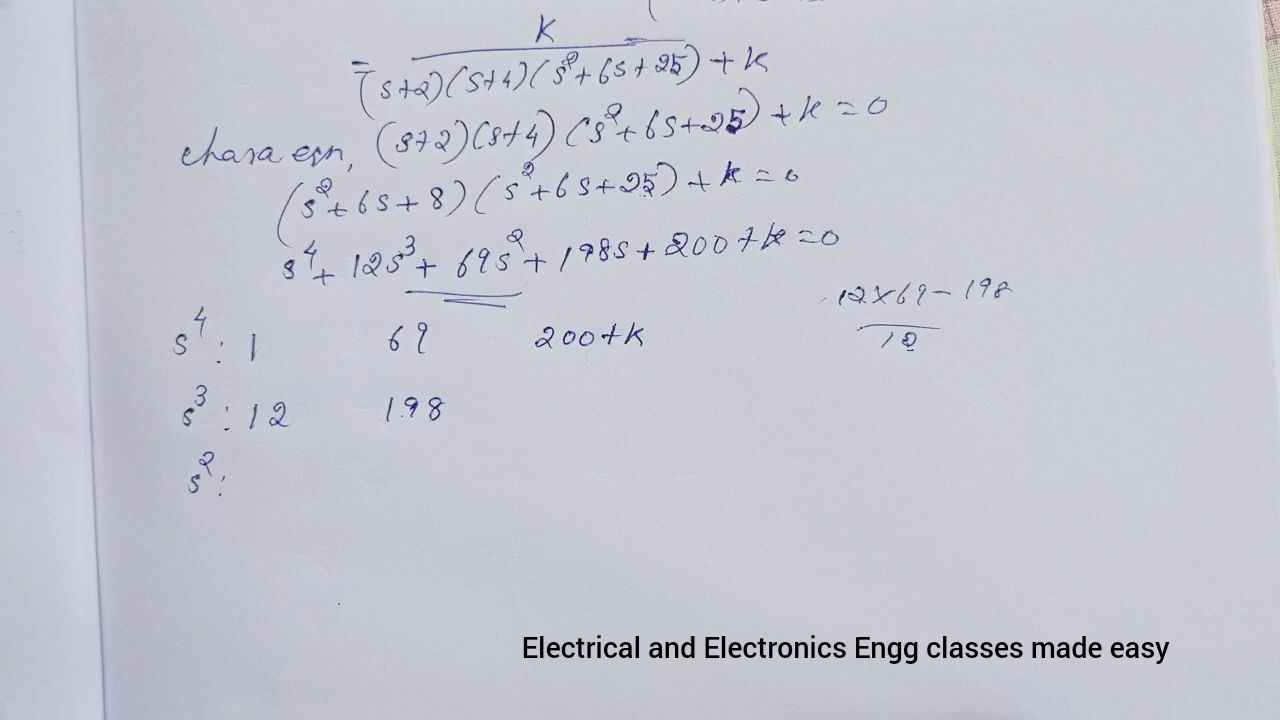 K
= (s+2)(s+4)(s²+6s+25) + k
chara eqn, (s+2)(s+4) (s²+6s+25) + k = 0
(s²+6s+8) (s²+6s+25) + k = 0
s⁴ + 12s³ + 69s² + 198s + 200 + k = 0
12×69 - 198
12
s⁴ : 1 69 200+k
s³ : 12 198
s² :
Electrical and Electronics Engg classes made easy